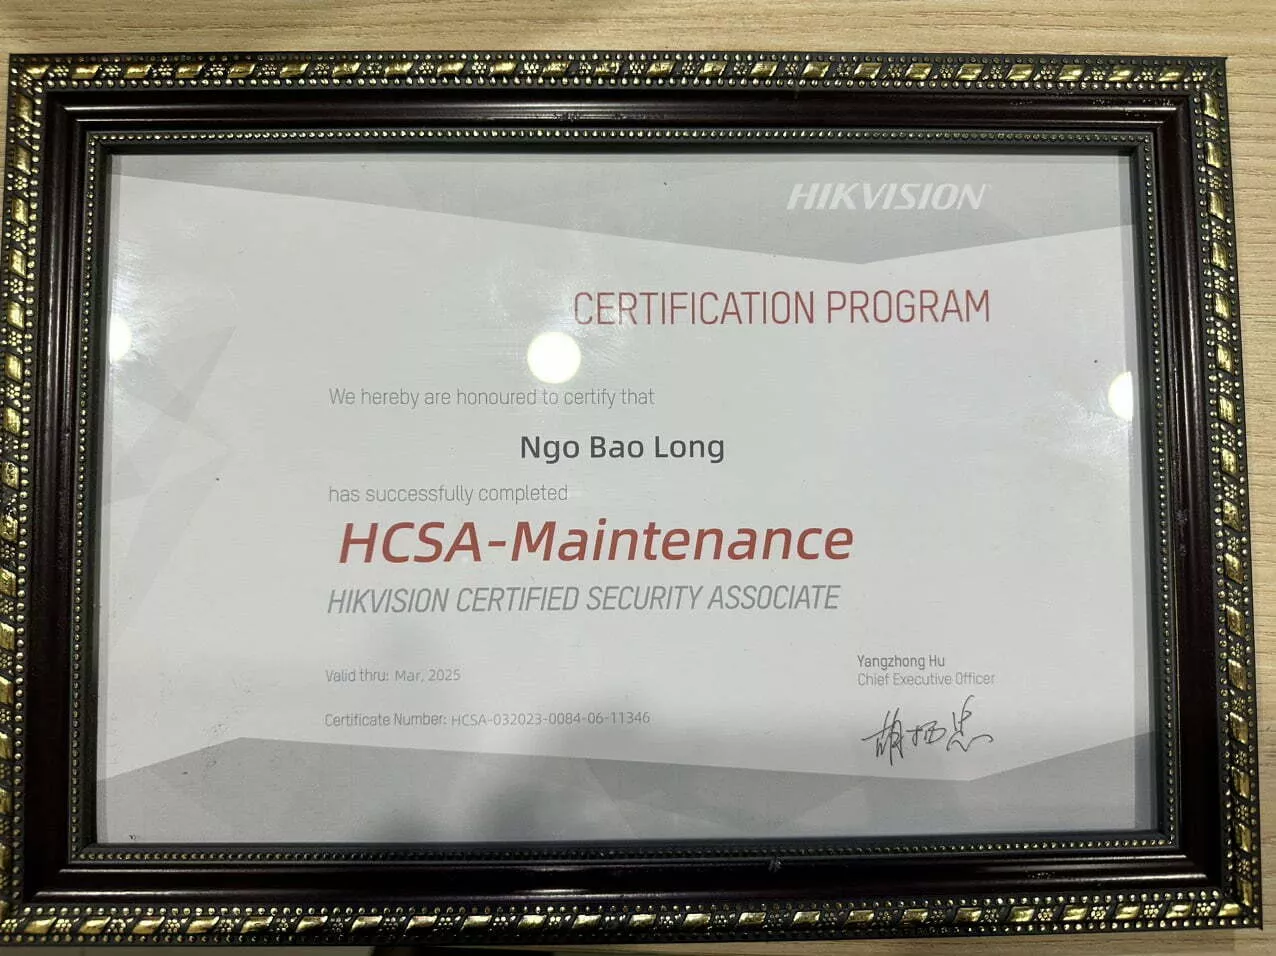 HIKVISION
CERTIFICATION PROGRAM
We hereby are honoured to certify that
Ngo Bao Long
has successfully completed
HCSA-Maintenance
HIKVISION CERTIFIED SECURITY ASSOCIATE
Valid thru: Mar, 2025
Certificate Number: HCSA-032023-0084-06-11346
Yangzhong Hu
Chief Executive Officer